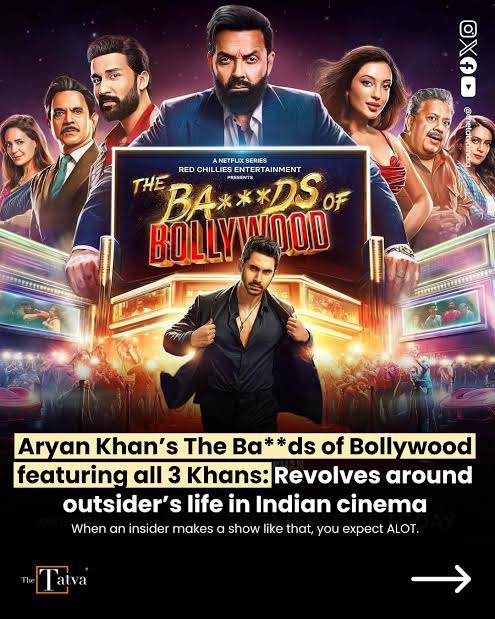 A NETFLIX SERIES
RED CHILLIES ENTERTAINMENT
PRESENTS
THE
BA***DS OF
BOLLYWOOD
Aryan Khan's The Ba**ds of Bollywood
featuring all 3 Khans: Revolves around
outsider's life in Indian cinema
When an insider makes a show like that, you expect ALOT.
The Tatva